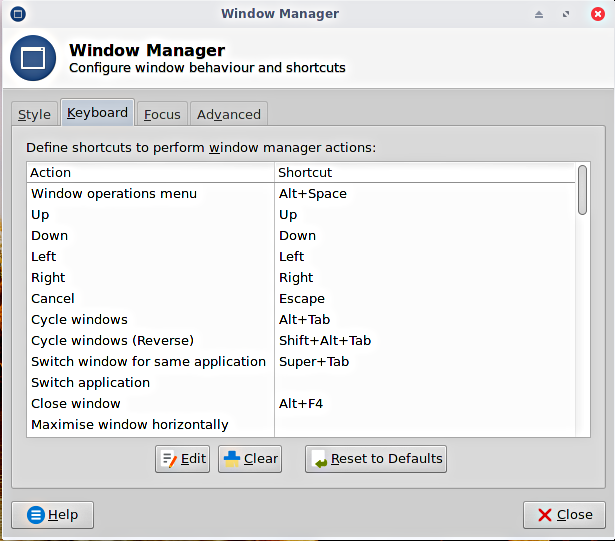 Window Manager
Window Manager
Configure window behaviour and shortcuts
Style Keyboard Focus Advanced
Define shortcuts to perform window manager actions:
Action Shortcut
Window operations menu Alt+Space
Up Up
Down Down
Left Left
Right Right
Cancel Escape
Cycle windows Alt+Tab
Cycle windows (Reverse) Shift+Alt+Tab
Switch window for same application Super+Tab
Switch application
Close window Alt+F4
Maximise window horizontally
Edit Clear Reset to Defaults
Help Close